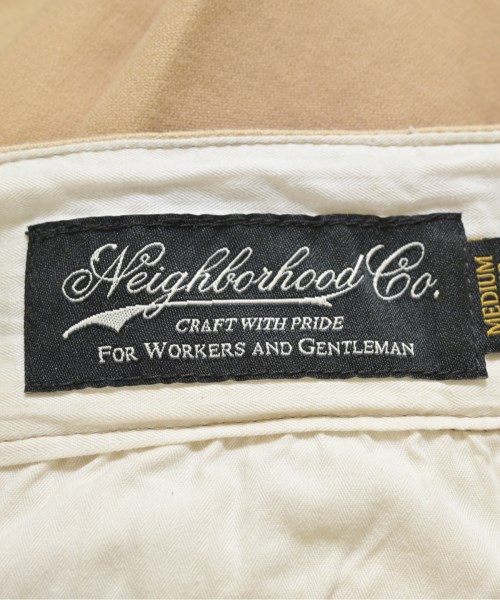 Neighborhood Co.
CRAFT WITH PRIDE
FOR WORKERS AND GENTLEMAN
MEDIUM